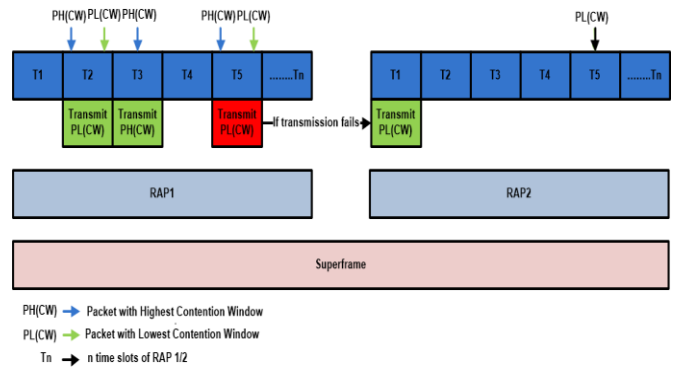 PH(CW) PL(CW) PH(CW) PH(CW) PL(CW) PL(CW)
T1 T2 T3 T4 T5 ........Tn T1 T2 T3 T4 T5 ........Tn
Transmit PL(CW)
Transmit PH(CW)
Transmit PL(CW)
If transmission fails
Transmit PL(CW)
RAP1 RAP2
Superframe
PH(CW) Packet with Highest Contention Window
PL(CW) Packet with Lowest Contention Window
Tn n time slots of RAP 1/2